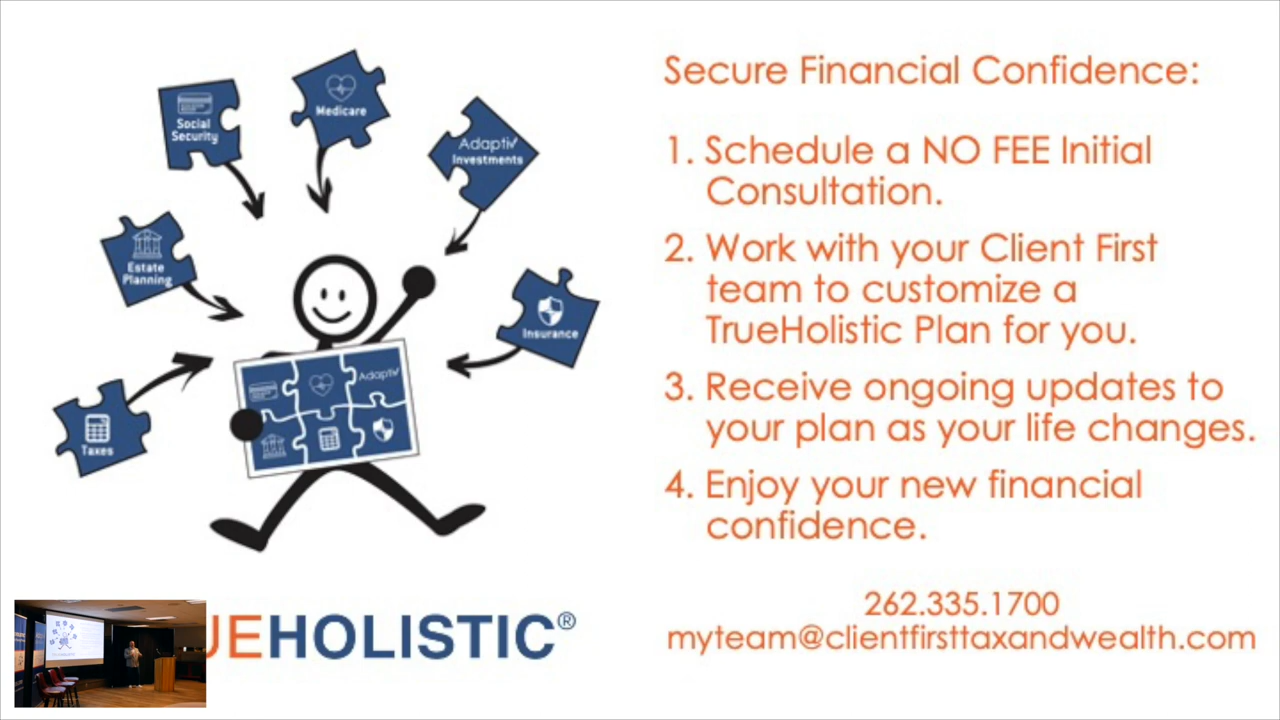 Social
Security
Medicare
Adaptiv
Investments
Estate
Planning
Insurance
Taxes
Adaptiv
UEHOLISTIC®
Secure Financial Confidence:
1. Schedule a NO FEE Initial
Consultation.
2. Work with your Client First
team to customize a
TrueHolistic Plan for you.
3. Receive ongoing updates to
your plan as your life changes.
4. Enjoy your new financial
confidence.
262.335.1700
myteam@clientfirsttaxandwealth.com